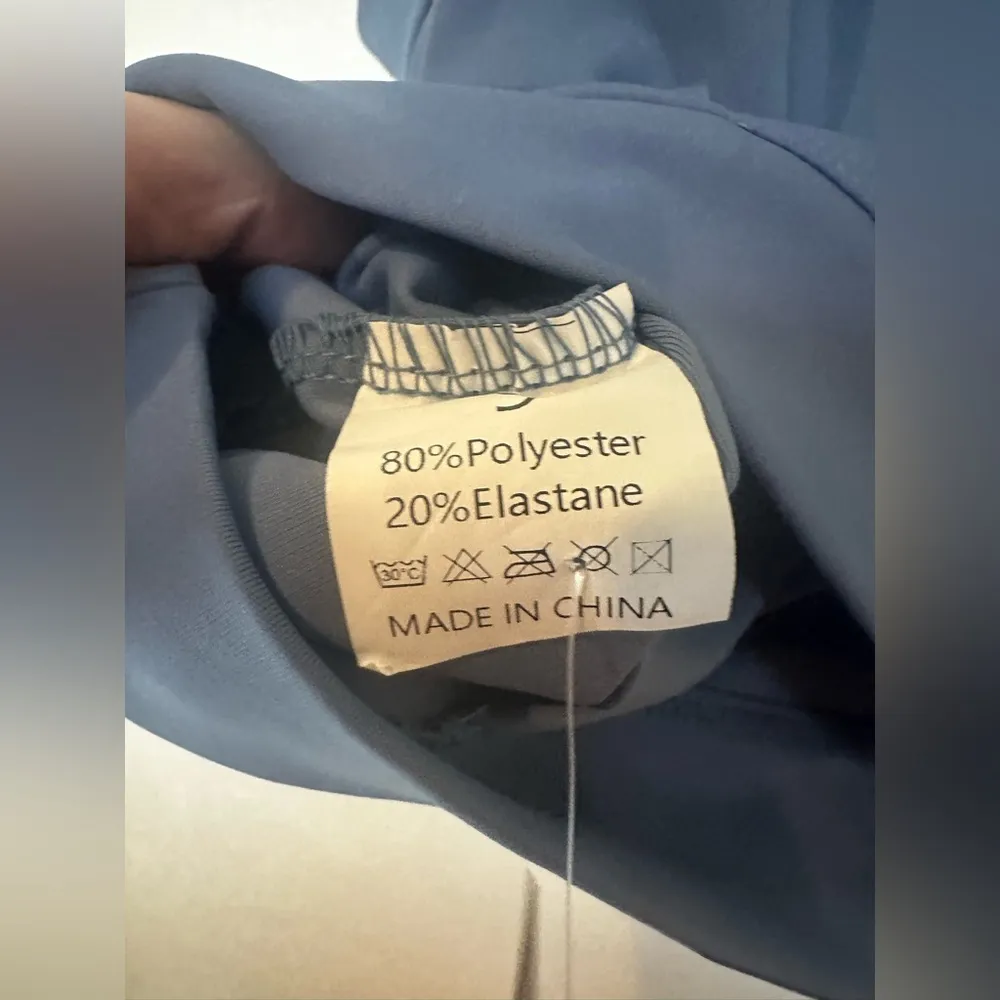 80%Polyester
20%Elastane
30°C
MADE IN CHINA